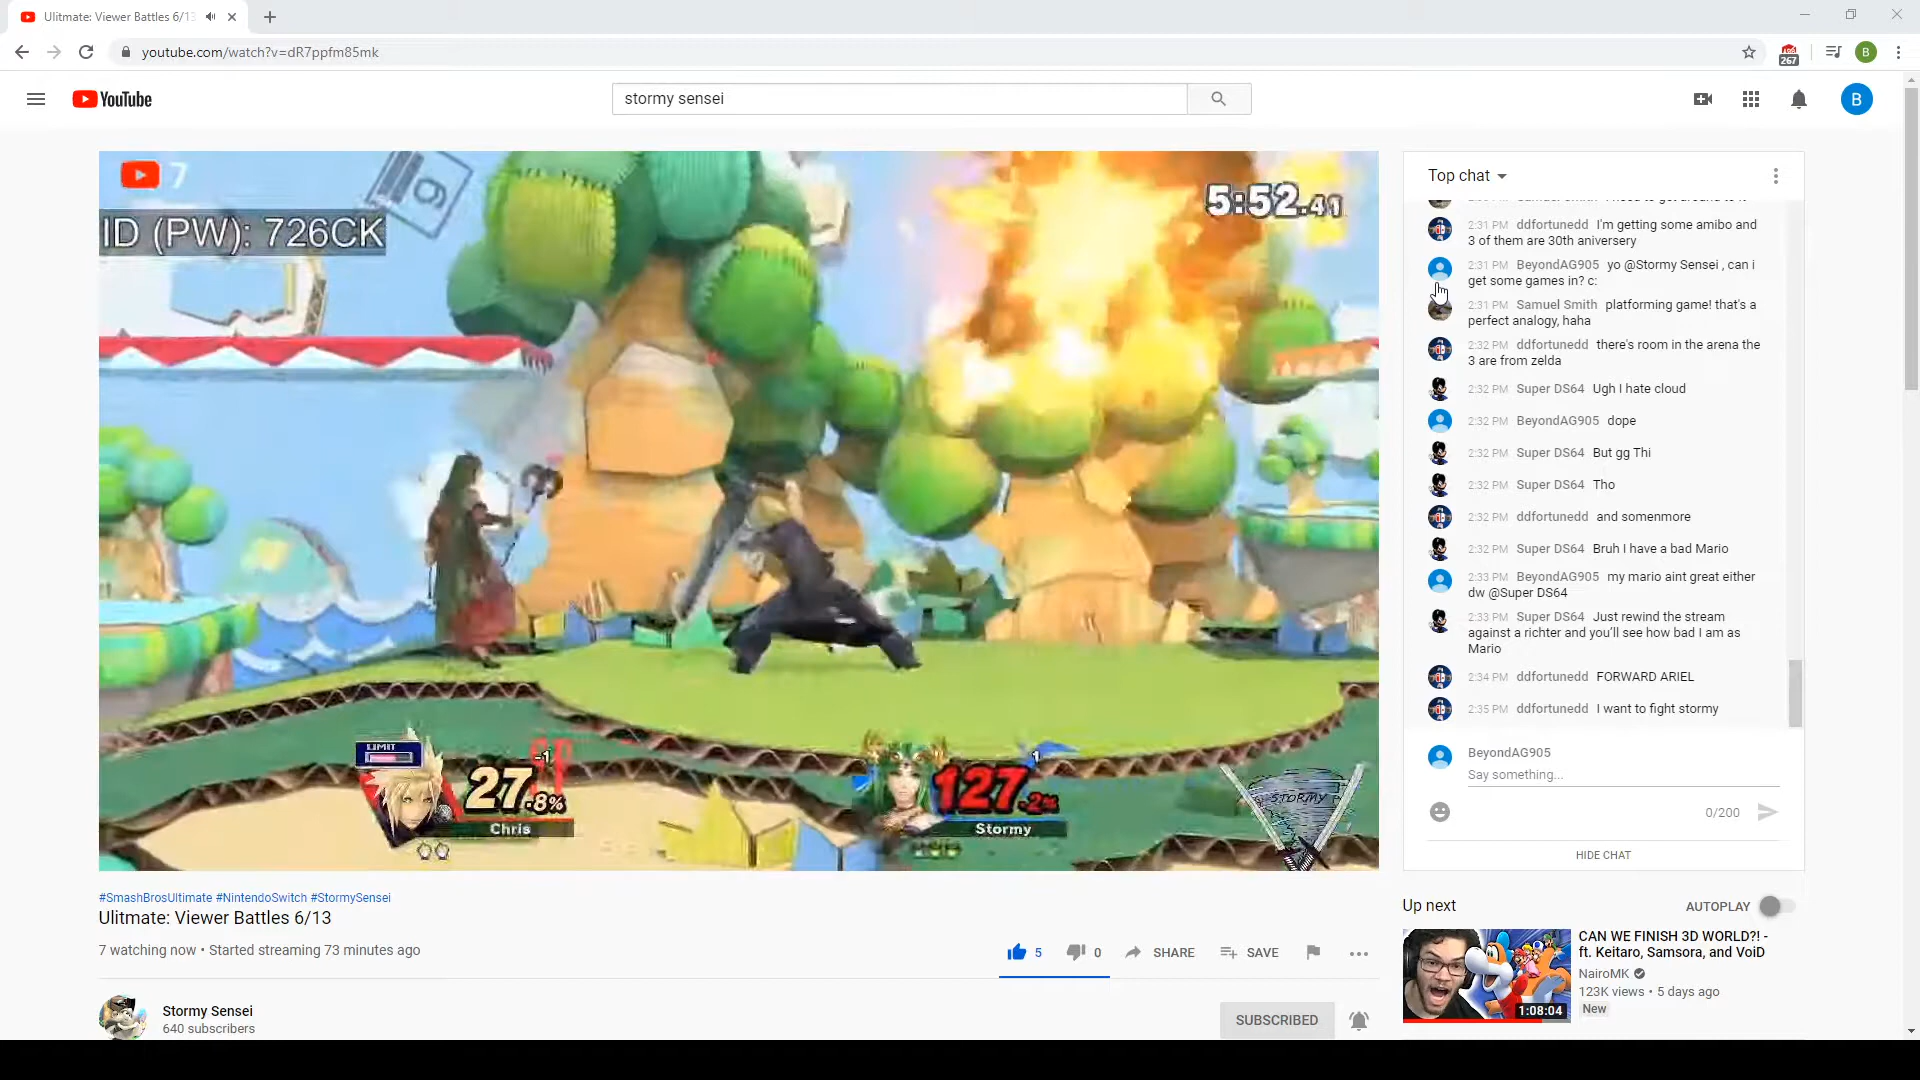 Ulitmate: Viewer Battles 6/13
youtube.com/watch?v=dR7ppfm85mk
267
B
YouTube
stormy sensei
B
7
ID (PW): 726CK
5:52.41
LIMIT
27.8%
-1
Chris
127.2%
1
Stormy
STORMY
Top chat
2:31 PM ddfortunedd I'm getting some amibo and
3 of them are 30th aniversery
2:31 PM BeyondAG905 yo @Stormy Sensei , can i
get some games in? c:
2:31 PM Samuel Smith platforming game! that's a
perfect analogy, haha
2:32 PM ddfortunedd there's room in the arena the
3 are from zelda
2:32 PM Super DS64 Ugh I hate cloud
2:32 PM BeyondAG905 dope
2:32 PM Super DS64 But gg Thi
2:32 PM Super DS64 Tho
2:32 PM ddfortunedd and somenmore
2:32 PM Super DS64 Bruh I have a bad Mario
2:33 PM BeyondAG905 my mario aint great either
dw @Super DS64
2:33 PM Super DS64 Just rewind the stream
against a richter and you'll see how bad I am as
Mario
2:34 PM ddfortunedd FORWARD ARIEL
2:35 PM ddfortunedd I want to fight stormy
BeyondAG905
Say something...
0/200
HIDE CHAT
#SmashBrosUltimate #NintendoSwitch #StormySensei
Ulitmate: Viewer Battles 6/13
7 watching now • Started streaming 73 minutes ago
5
0
SHARE
SAVE
Stormy Sensei
640 subscribers
SUBSCRIBED
Up next
AUTOPLAY
CAN WE FINISH 3D WORLD?! -
ft. Keitaro, Samsora, and VoiD
NairoMK
123K views • 5 days ago
New
1:08:04